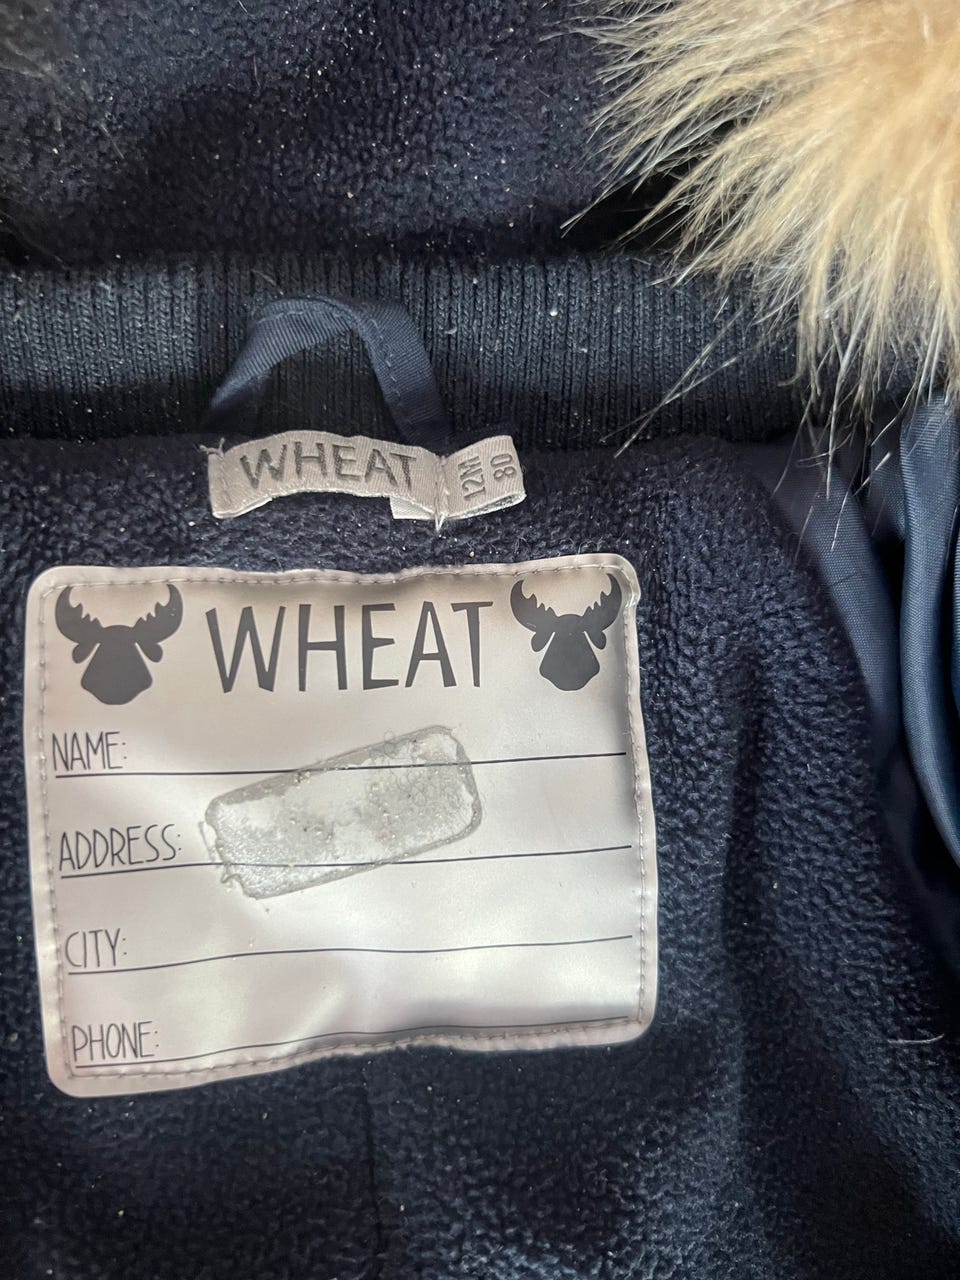 WHEAT
12M
80
WHEAT
NAME:
ADDRESS:
CITY:
PHONE: